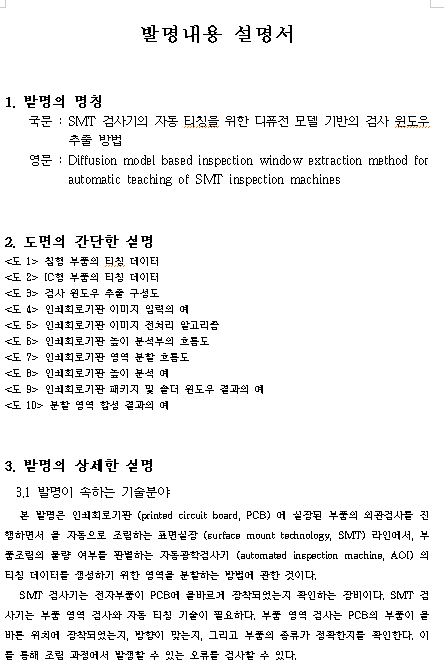 발명내용 설명서
1. 발명의 명칭
국문 : SMT 검사기의 자동 티칭을 위한 디퓨전 모델 기반의 검사 윈도우
추출 방법
영문 : Diffusion model based inspection window extraction method for
automatic teaching of SMT inspection machines
2. 도면의 간단한 설명
<도 1> 칩형 부품의 티칭 데이터
<도 2> IC형 부품의 티칭 데이터
<도 3> 검사 윈도우 추출 구성도
<도 4> 인쇄회로기판 이미지 입력의 예
<도 5> 인쇄회로기판 이미지 전처리 알고리즘
<도 6> 인쇄회로기판 높이 분석부의 흐름도
<도 7> 인쇄회로기판 영역 분할 흐름도
<도 8> 인쇄회로기판 높이 분석 예
<도 9> 인쇄회로기판 패키지 및 솔더 윈도우 결과의 예
<도 10> 분할 영역 합성 결과의 예
3. 발명의 상세한 설명
3.1 발명이 속하는 기술분야
본 발명은 인쇄회로기판 (printed circuit board, PCB) 에 실장된 부품의 외관검사를 진
행하면서 을 자동으로 조립하는 표면실장 (surface mount technology, SMT) 라인에서, 부
품조립의 불량 여부를 판별하는 자동광학검사기 (automated inspection machine, AOI) 의
티칭 데이터를 생성하기 위한 영역을 분할하는 방법에 관한 것이다.
SMT 검사기는 전자부품이 PCB에 올바르게 장착되었는지 확인하는 장비이다. SMT 검
사기는 부품 영역 검사와 자동 티칭 기술이 필요하다. 부품 영역 검사는 PCB의 부품이 올
바른 위치에 장착되었는지, 방향이 맞는지, 그리고 부품의 종류가 정확한지를 확인한다. 이
를 통해 조립 과정에서 발생할 수 있는 오류를 검사할 수 있다.